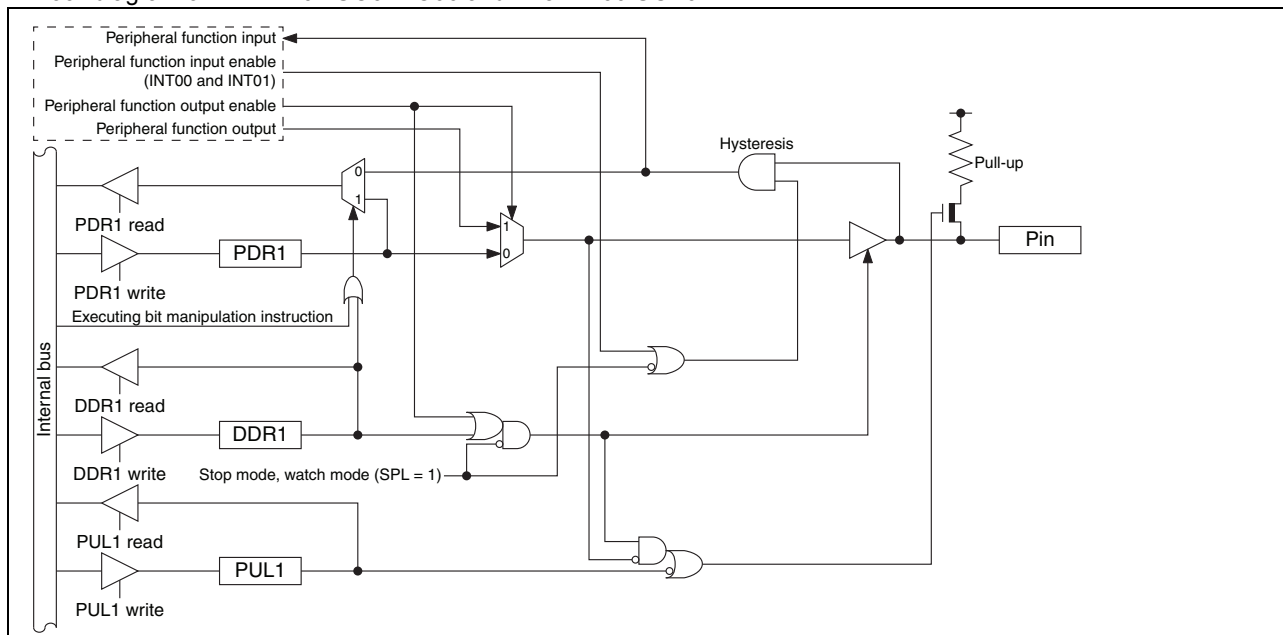 Peripheral function input
Peripheral function input enable
(INT00 and INT01)
Peripheral function output enable
Peripheral function output
Hysteresis
Pull-up
0
1
PDR1 read
1
0
Pin
PDR1
PDR1 write
Executing bit manipulation instruction
Internal bus
DDR1 read
DDR1
DDR1 write
Stop mode, watch mode (SPL = 1)
PUL1 read
PUL1
PUL1 write